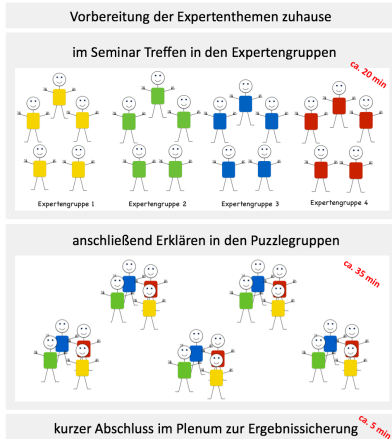 Vorbereitung der Expertenthemen zuhause
im Seminar Treffen in den Expertengruppen
ca. 20 min
Expertengruppe 1
Expertengruppe 2
Expertengruppe 3
Expertengruppe 4
anschließend Erklären in den Puzzlegruppen
ca. 35 min
kurzer Abschluss im Plenum zur Ergebnissicherung
ca. 5 min